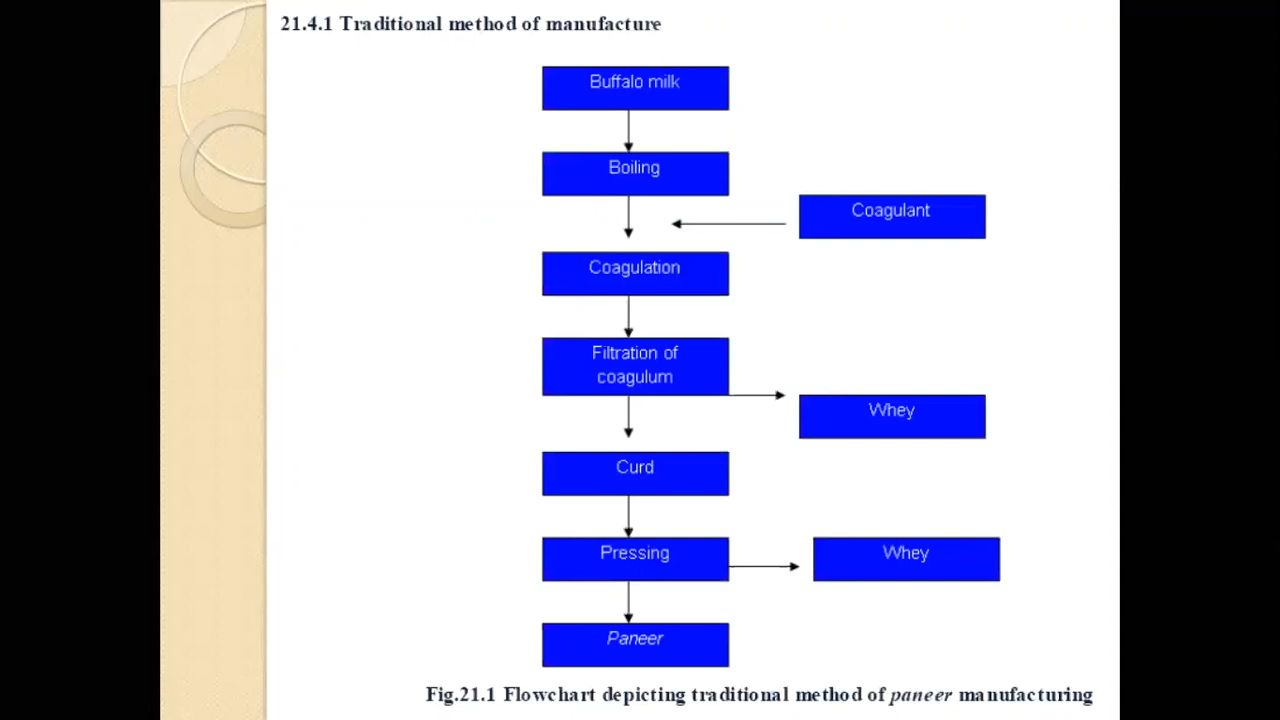 21.4.1 Traditional method of manufacture
Buffalo milk
Boiling
Coagulant
Coagulation
Filtration of
coagulum
Whey
Curd
Pressing
Whey
Paneer
Fig.21.1 Flowchart depicting traditional method of paneer manufacturing